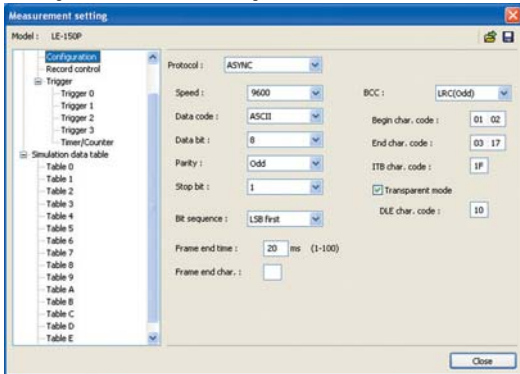 Measurement setting
Model : LE-150P
Configuration
Record control
Trigger
Trigger 0
Trigger 1
Trigger 2
Trigger 3
Timer/Counter
Simulation data table
Table 0
Table 1
Table 2
Table 3
Table 4
Table 5
Table 6
Table 7
Table 8
Table 9
Table A
Table B
Table C
Table D
Table E
Protocol : ASYNC
Speed : 9600
Data code : ASCII
Data bit : 8
Parity : Odd
Stop bit : 1
Bit sequence : LSB first
Frame end time : 20 ms (1-100)
Frame end char. :
BCC : LRC(Odd)
Begin char. code : 01 02
End char. code : 03 17
ITB char. code : 1F
Transparent mode
DLE char. code : 10
Close